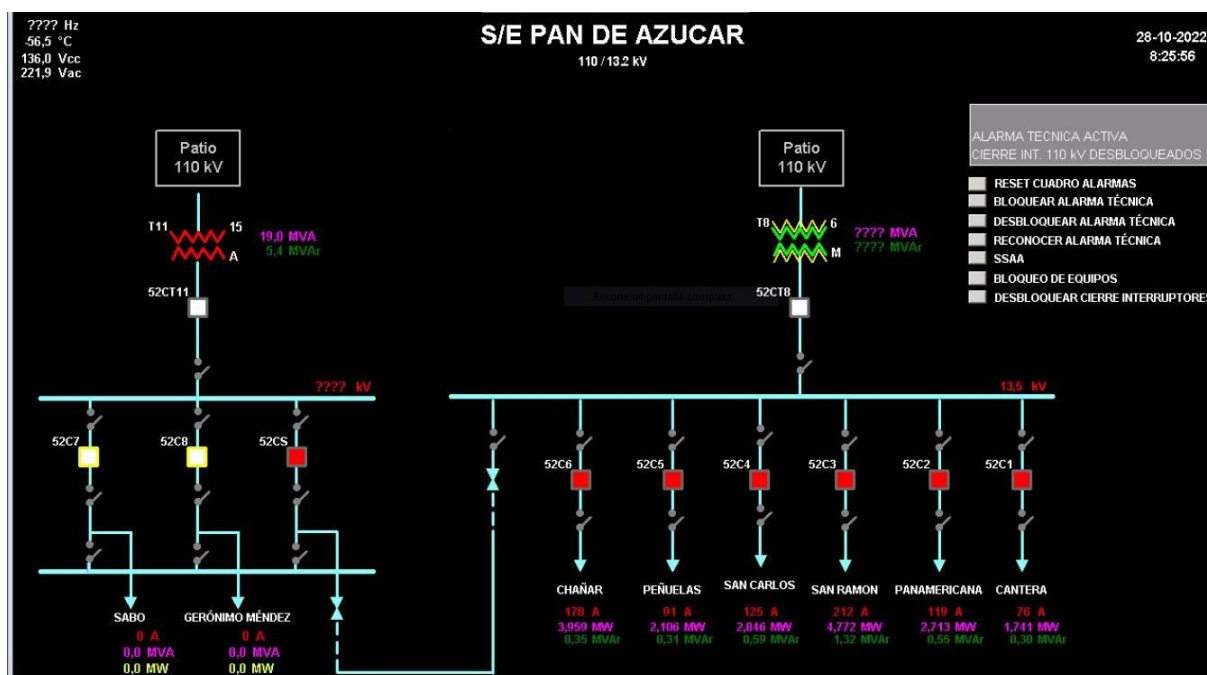 ???? Hz
-56,5 °C
136,0 Vcc
221,9 Vac
S/E PAN DE AZUCAR
110 / 13.2 kV
28-10-2022
8:25:56
ALARMA TECNICA ACTIVA
CIERRE INT. 110 kV DESBLOQUEADOS
RESET CUADRO ALARMAS
BLOQUEAR ALARMA TÉCNICA
DESBLOQUEAR ALARMA TÉCNICA
RECONOCER ALARMA TÉCNICA
SSAA
BLOQUEO DE EQUIPOS
DESBLOQUEAR CIERRE INTERRUPTORES
Patio
110 kV
T11 15
A
19,0 MVA
5,4 MVAr
52CT11
???? kV
52C7 52C8 52CS
SABO
0 A
0,0 MVA
0,0 MW
GERÓNIMO MÉNDEZ
0 A
0,0 MVA
0,0 MW
Patio
110 kV
T8 6
M
???? MVA
???? MVAr
Recorte de pantalla completa
52CT8
13,5 kV
52C6 52C5 52C4 52C3 52C2 52C1
CHAÑAR
170 A
3,959 MW
0,35 MVAr
PEÑUELAS
91 A
2,106 MW
0,31 MVAr
SAN CARLOS
125 A
2,846 MW
0,59 MVAr
SAN RAMON
212 A
4,772 MW
1,32 MVAr
PANAMERICANA
119 A
2,713 MW
0,55 MVAr
CANTERA
76 A
1,741 MW
0,30 MVAr